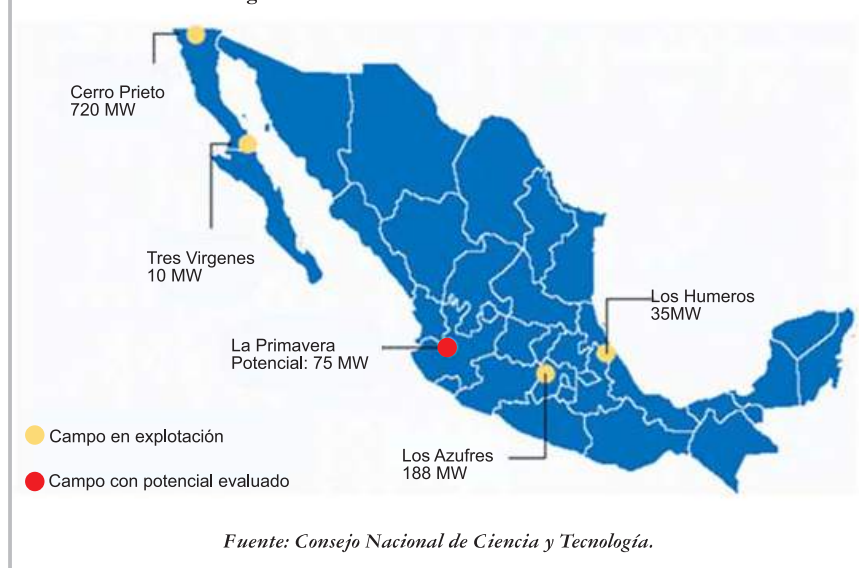 Cerro Prieto
720 MW
Tres Virgenes
10 MW
La Primavera
Potencial: 75 MW
Los Humeros
35MW
Los Azufres
188 MW
Campo en explotación
Campo con potencial evaluado
Fuente: Consejo Nacional de Ciencia y Tecnología.